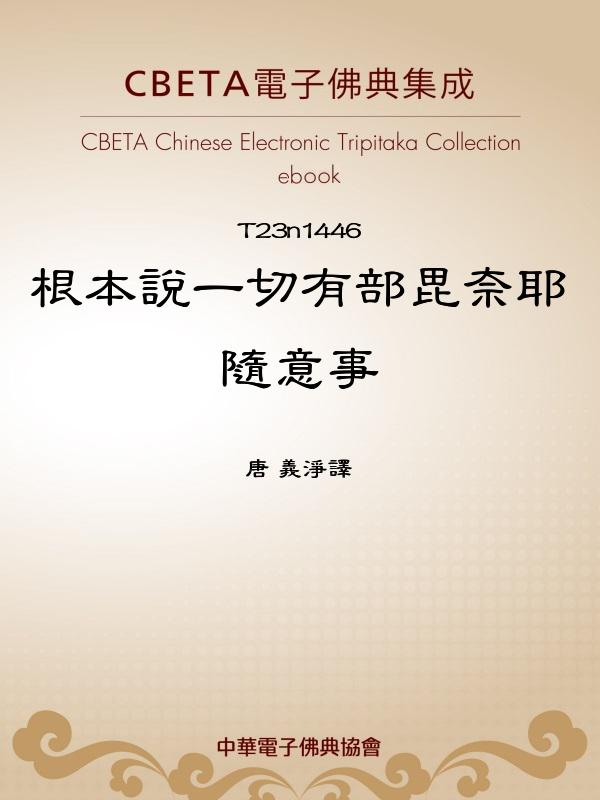 CBETA電子佛典集成
CBETA Chinese Electronic Tripitaka Collection
ebook
T23n1446
根本說一切有部毘奈耶
隨意事
唐 義淨譯
中華電子佛典協會